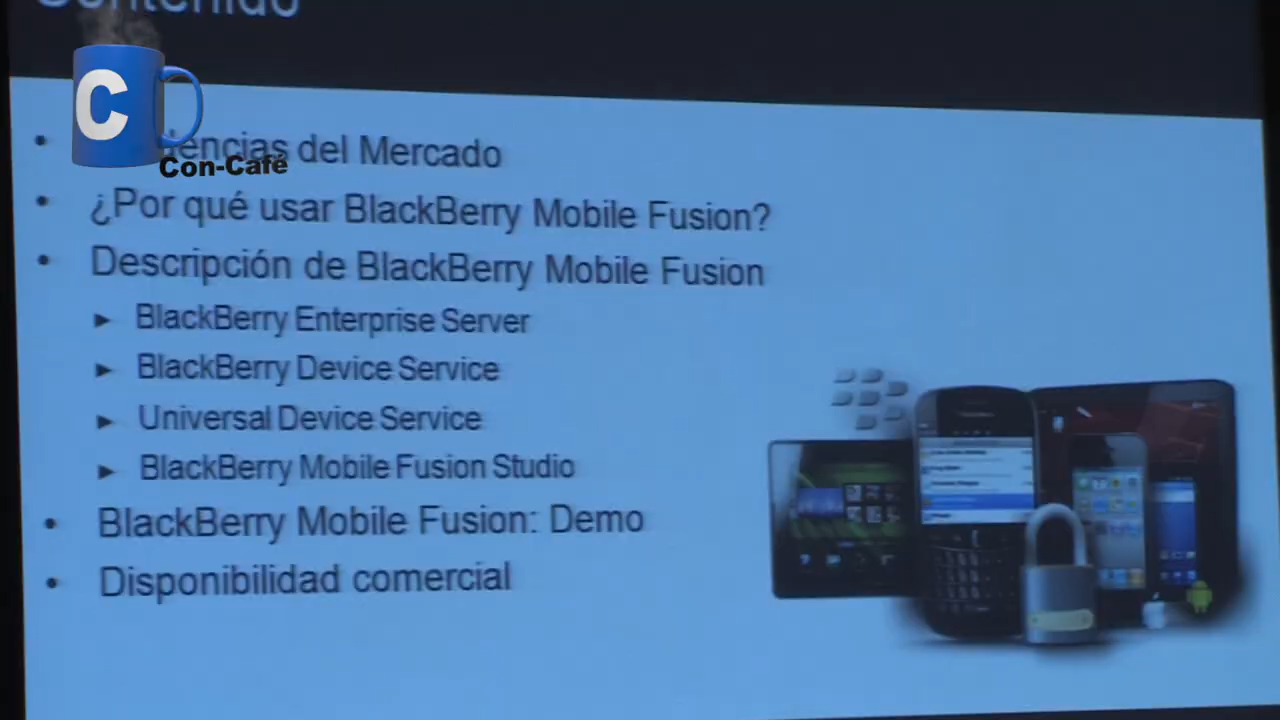 Contenido
C
Con-Café
del Mercado
¿Por qué usar BlackBerry Mobile Fusion?
Descripción de BlackBerry Mobile Fusion
BlackBerry Enterprise Server
BlackBerry Device Service
Universal Device Service
BlackBerry Mobile Fusion Studio
BlackBerry Mobile Fusion: Demo
Disponibilidad comercial